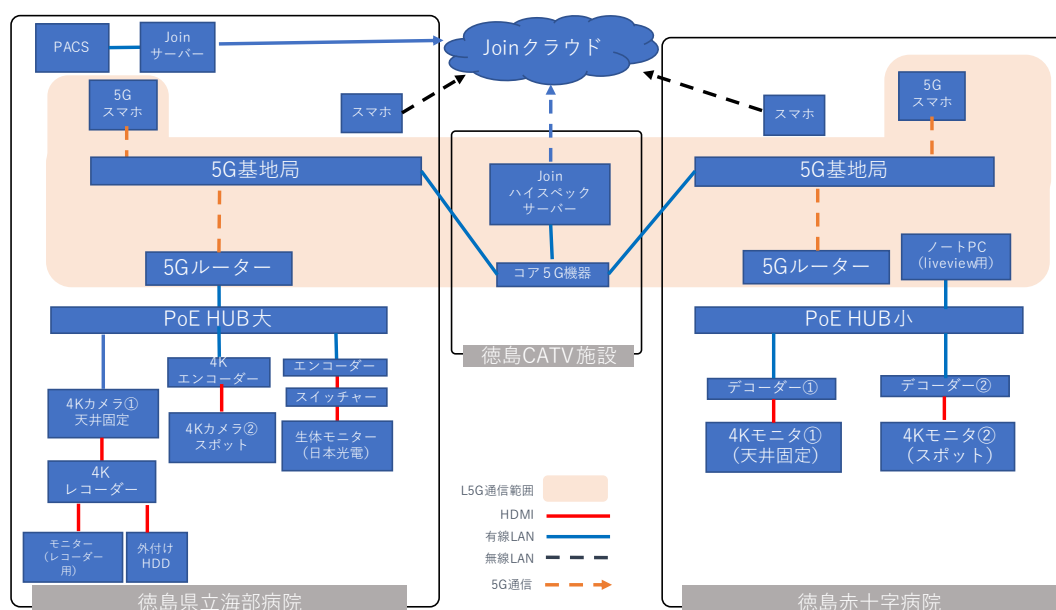 PACS
Join
サーバー
Joinクラウド
5G
スマホ
スマホ
スマホ
5G
スマホ
5G基地局
Join
ハイスペック
サーバー
5G基地局
5Gルーター
コア５G機器
5Gルーター
ノートPC
(liveview用)
PoE HUB大
PoE HUB小
徳島CATV施設
4K
エンコーダー
エンコーダー
スイッチャー
デコーダー①
デコーダー②
4Kカメラ①
天井固定
4Kカメラ②
スポット
生体モニター
（日本光電）
4Kモニタ①
（天井固定）
4Kモニタ②
（スポット）
4K
レコーダー
モニター
（レコーダー
用）
外付け
HDD
L5G通信範囲
HDMI
有線LAN
無線LAN
5G通信
徳島県立海部病院
徳島赤十字病院